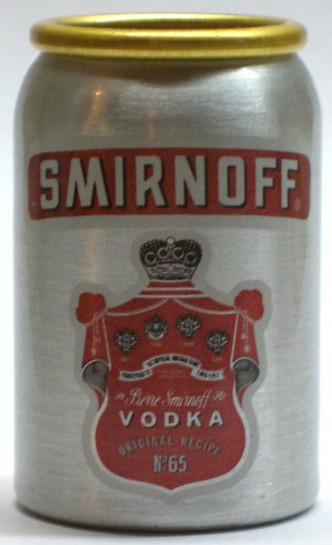 SMIRNOFF
Pierre Smirnoff
VODKA
ORIGINAL RECIPE
Nº65